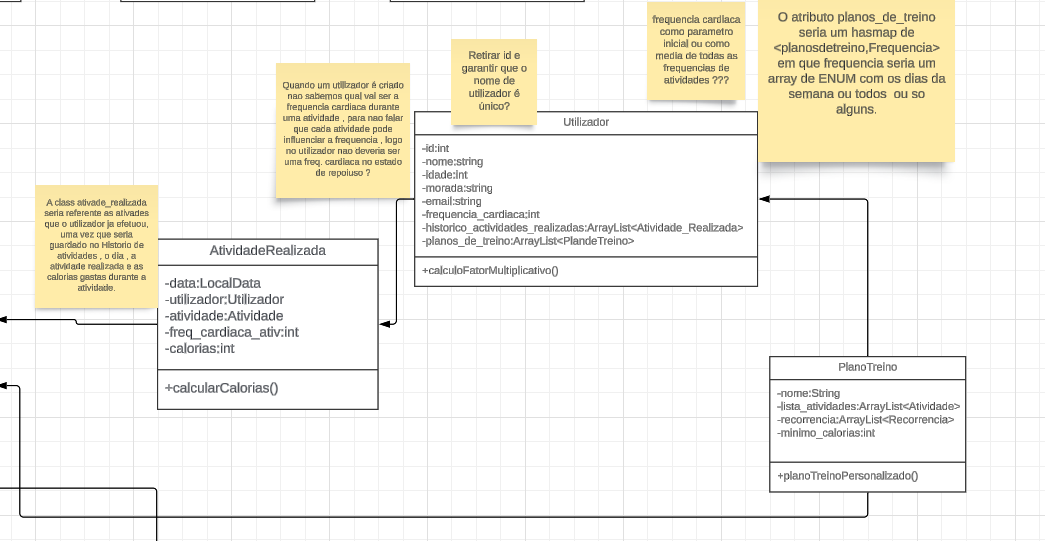 frequencia cardiaca
como parametro
inicial ou como
media de todas as
frequencias de
atividades ???
O atributo planos_de_treino
seria um hasmap de
<planosdetreino,Frequencia>
em que frequencia seria um
array de ENUM com os dias da
semana ou todos ou so
alguns.
Retirar id e
garantir que o
nome de
utilizador é
único?
Quando um utilizador é criado
nao sabemos qual val ser a
frequencia cardiaca durante
uma atividade , para nao falar
que cada atividade pode
influenciar a frequencia , logo
no utilizador nao deveria ser
uma freq. cardiaca no estado
de repoiuso ?
Utilizador
-id:int
-nome:string
-idade:int
-morada:string
-email:string
-frequencia_cardiaca;int
-historico_actividades_realizadas:ArrayList<Atividade_Realizada>
-planos_de_treino:ArrayList<PlandeTreino>
+calculoFatorMultiplicativo()
A class ativade_realizada
seria referente as ativades
que o utilizador ja efetuou,
uma vez que seria
guardado no Historio de
atividades , o dia , a
atividade realizada e as
calorias gastas durante a
atividade.
AtividadeRealizada
-data:LocalData
-utilizador:Utilizador
-atividade:Atividade
-freq_cardiaca_ativ:int
-calorias;int
+calcularCalorias()
PlanoTreino
-nome:String
-lista_atividades:ArrayList<Atividade>
-recorrencia:ArrayList<Recorrencia>
-minimo_calorias:int
+planoTreinoPersonalizado()